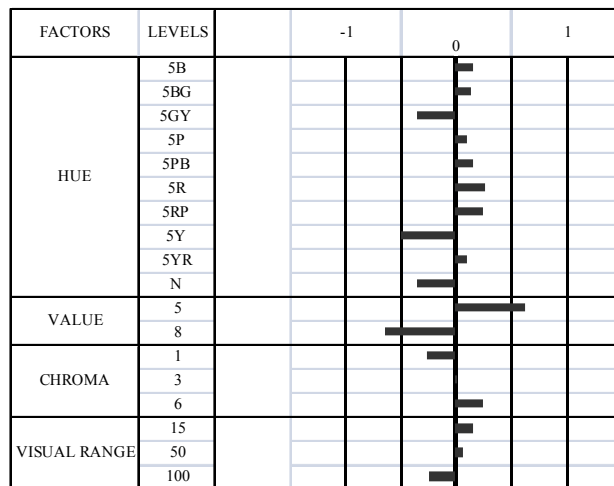 FACTORS LEVELS -1 0 1
5B
5BG
5GY
5P
5PB
HUE
5R
5RP
5Y
5YR
N
5
VALUE
8
1
CHROMA 3
6
15
VISUAL RANGE 50
100